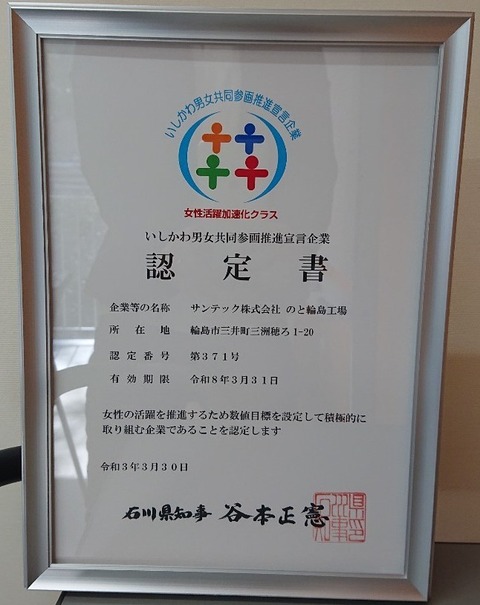 いしかわ男女共同参画推進宣言企業
女性活躍加速化クラス
いしかわ男女共同参画推進宣言企業
認定書
企業等の名称 サンテック株式会社 のと輪島工場
所在地 輪島市三井町三洲穂ろ1-20
認定番号 第371号
有効期限 令和8年3月31日
女性の活躍を推進するため数値目標を設定して積極的に
取り組む企業であることを認定します
令和3年3月30日
石川県知事 谷本正憲